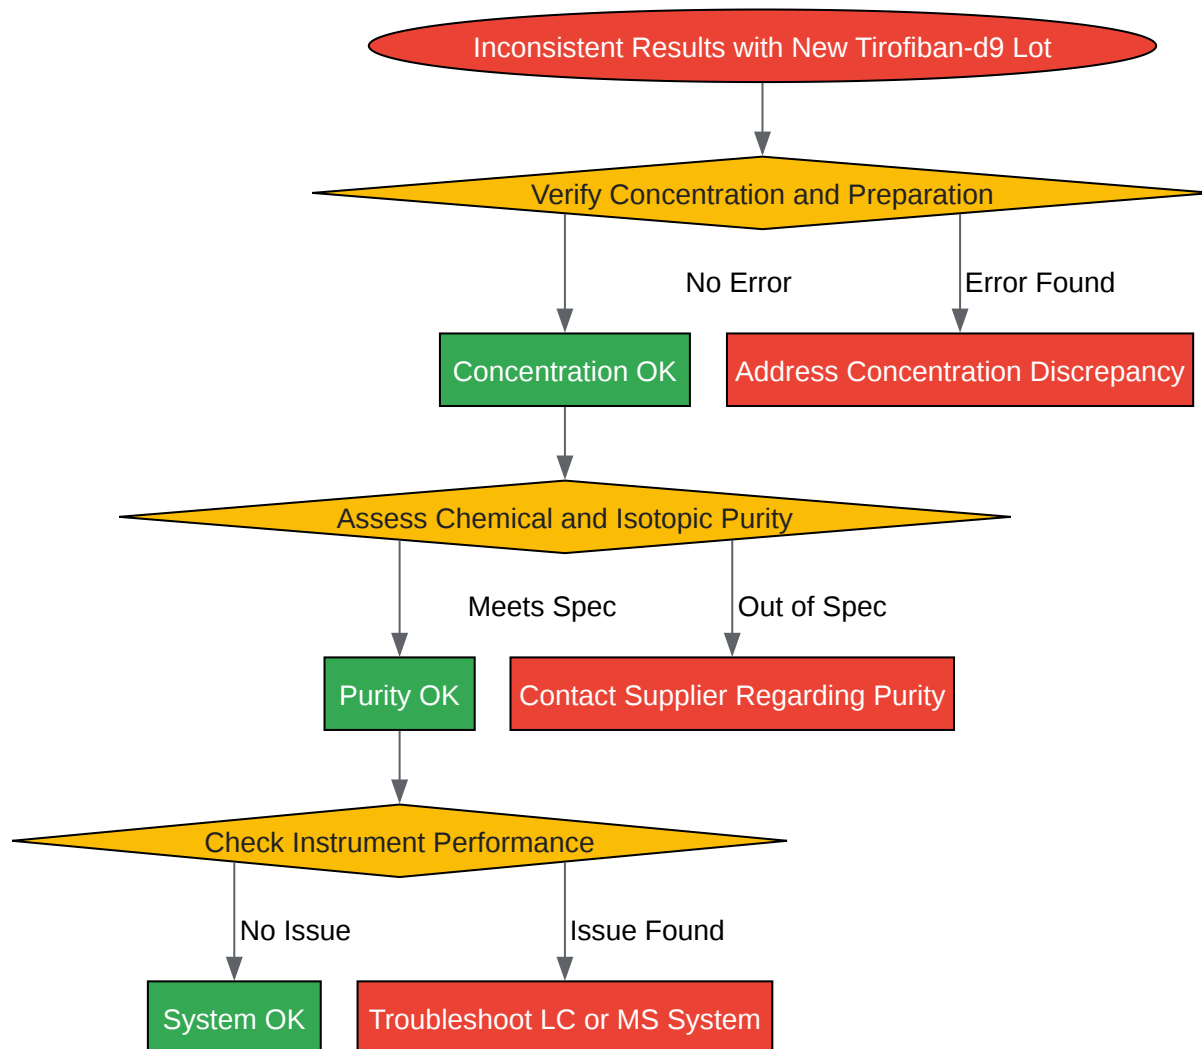 Inconsistent Results with New Tirofiban-d9 Lot
Verify Concentration and Preparation
No Error
Error Found
Concentration OK
Address Concentration Discrepancy
Assess Chemical and Isotopic Purity
Meets Spec
Out of Spec
Purity OK
Contact Supplier Regarding Purity
Check Instrument Performance
No Issue
Issue Found
System OK
Troubleshoot LC or MS System